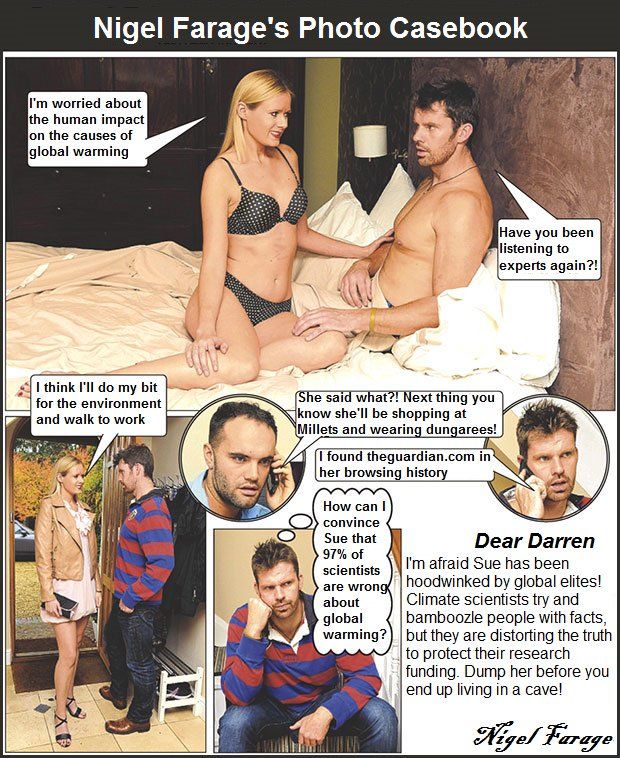 Nigel Farage's Photo Casebook
I'm worried about
the human impact
on the causes of
global warming
Have you been
listening to
experts again?!
I think I'll do my bit
for the environment
and walk to work
She said what?! Next thing you
know she'll be shopping at
Millets and wearing dungarees!
I found theguardian.com in
her browsing history
How can I
convince
Sue that
97% of
scientists
are wrong
about
global
warming?
Dear Darren
I'm afraid Sue has been
hoodwinked by global elites!
Climate scientists try and
bamboozle people with facts,
but they are distorting the truth
to protect their research
funding. Dump her before you
end up living in a cave!
Nigel Farage